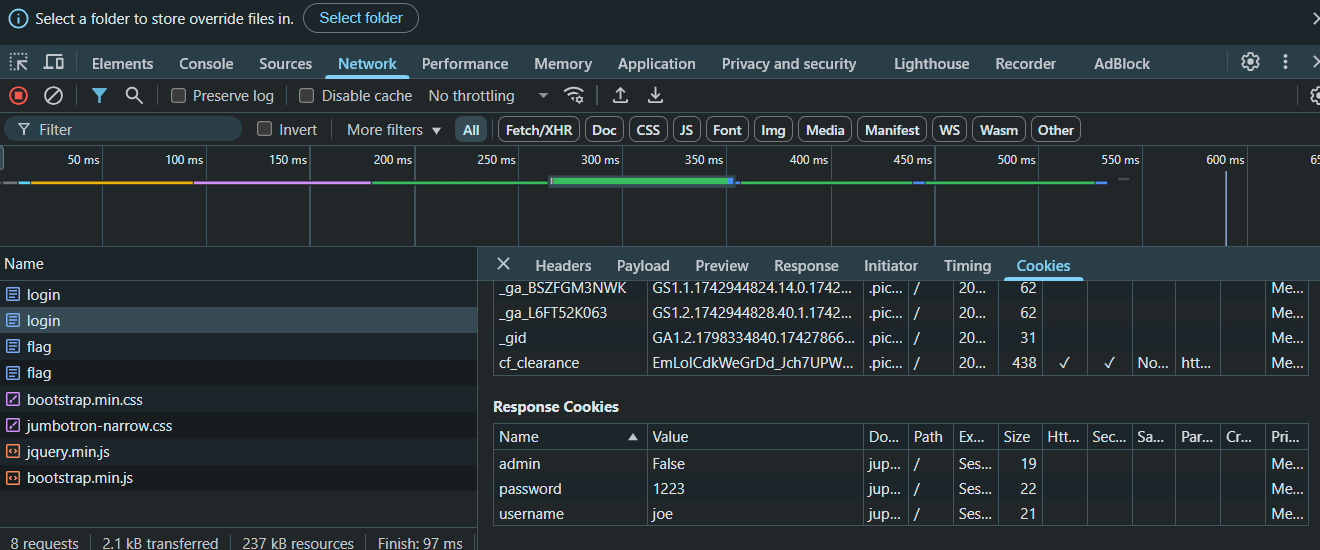 Select a folder to store override files in. Select folder
Elements Console Sources Network Performance Memory Application Privacy and security Lighthouse Recorder AdBlock
Preserve log Disable cache No throttling
Filter Invert More filters All Fetch/XHR Doc CSS JS Font Img Media Manifest WS Wasm Other
50 ms 100 ms 150 ms 200 ms 250 ms 300 ms 350 ms 400 ms 450 ms 500 ms 550 ms 600 ms 65
Name
login
login
flag
flag
bootstrap.min.css
jumbotron-narrow.css
jquery.min.js
bootstrap.min.js
8 requests 2.1 kB transferred 237 kB resources Finish: 97 ms
Headers Payload Preview Response Initiator Timing Cookies
_ga_BSZFGM3NWK GS1.1.1742944824.14.0.1742... .pic... / 20... 62 Me...
_ga_L6FT52K063 GS1.2.1742944828.40.1.1742... .pic... / 20... 62 Me...
_gid GA1.2.1798334840.17427866... .pic... / 20... 31 Me...
cf_clearance EmLoICdkWeGrDd_Jch7UPW... .pic... / 20... 438 ✓ ✓ No... htt... Me...
Response Cookies
Name Value Do... Path Ex... Size Htt... Sec... Sa... Par... Cr... Pri...
admin False jup... / Ses... 19 Me...
password 1223 jup... / Ses... 22 Me...
username joe jup... / Ses... 21 Me...